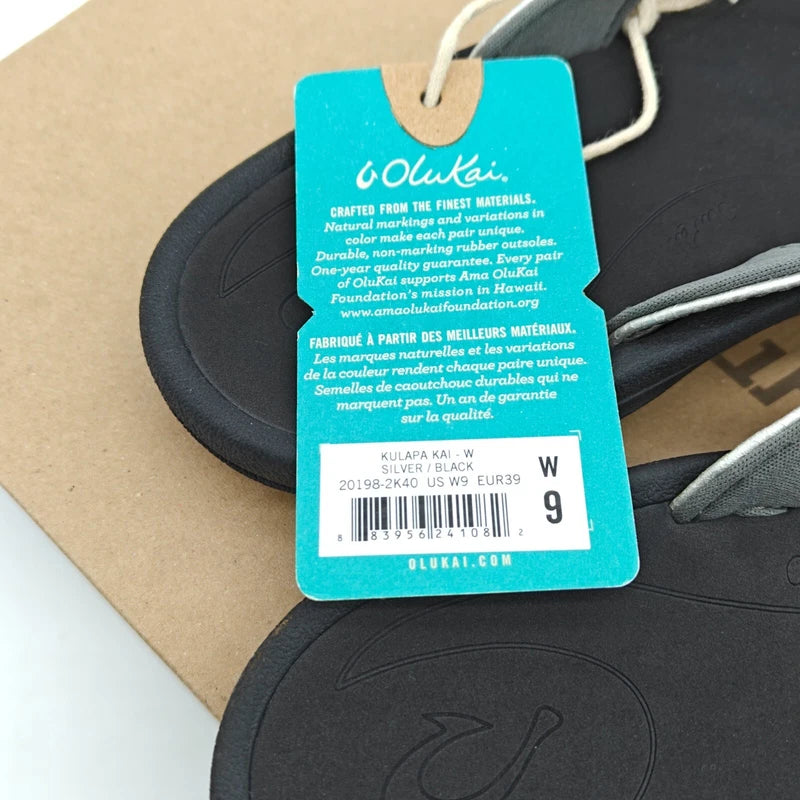 OluKai®
CRAFTED FROM THE FINEST MATERIALS.
Natural markings and variations in
color make each pair unique.
Durable, non-marking rubber outsoles.
One-year quality guarantee. Every pair
of OluKai supports Ama OluKai
Foundation's mission in Hawaii.
www.amaolukaifoundation.org
FABRIQUÉ À PARTIR DES MEILLEURS MATÉRIAUX.
Les marques naturelles et les variations
de la couleur rendent chaque paire unique.
Semelles de caoutchouc durables qui ne
marquent pas. Un an de garantie
sur la qualité.
KULAPA KAI - W
SILVER / BLACK
20198-2K40 US W9 EUR39
W
9
8 83956 24108 2
OLUKAI.COM